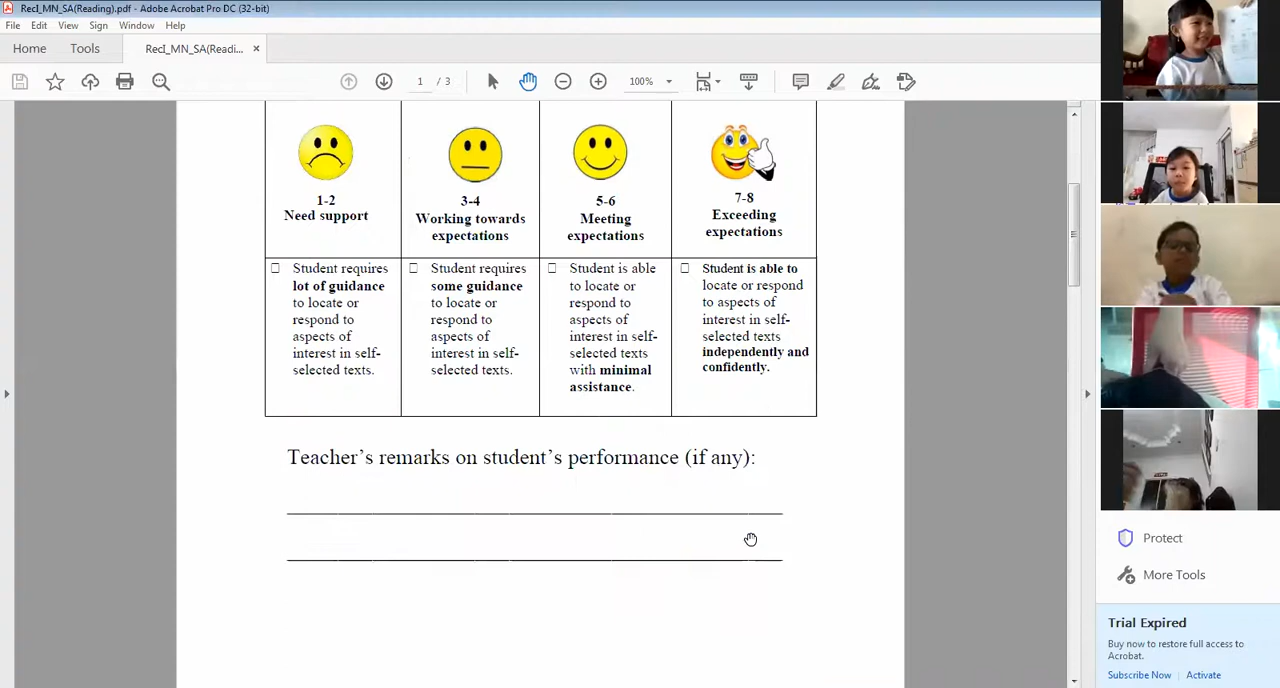 RecI_MN_SA(Reading).pdf - Adobe Acrobat Pro DC (32-bit)
File Edit View Sign Window Help
Home Tools RecI_MN_SA(Readi... ×
1 / 3 100%
1-2
Need support
3-4
Working towards
expectations
5-6
Meeting
expectations
7-8
Exceeding
expectations
Student requires
lot of guidance
to locate or
respond to
aspects of
interest in self-
selected texts.
Student requires
some guidance
to locate or
respond to
aspects of
interest in self-
selected texts.
Student is able
to locate or
respond to
aspects of
interest in self-
selected texts
with minimal
assistance.
Student is able to
locate or respond
to aspects of
interest in self-
selected texts
independently and
confidently.
Teacher’s remarks on student’s performance (if any):
Protect
More Tools
Trial Expired
Buy now to restore full access to
Acrobat.
Subscribe Now | Activate